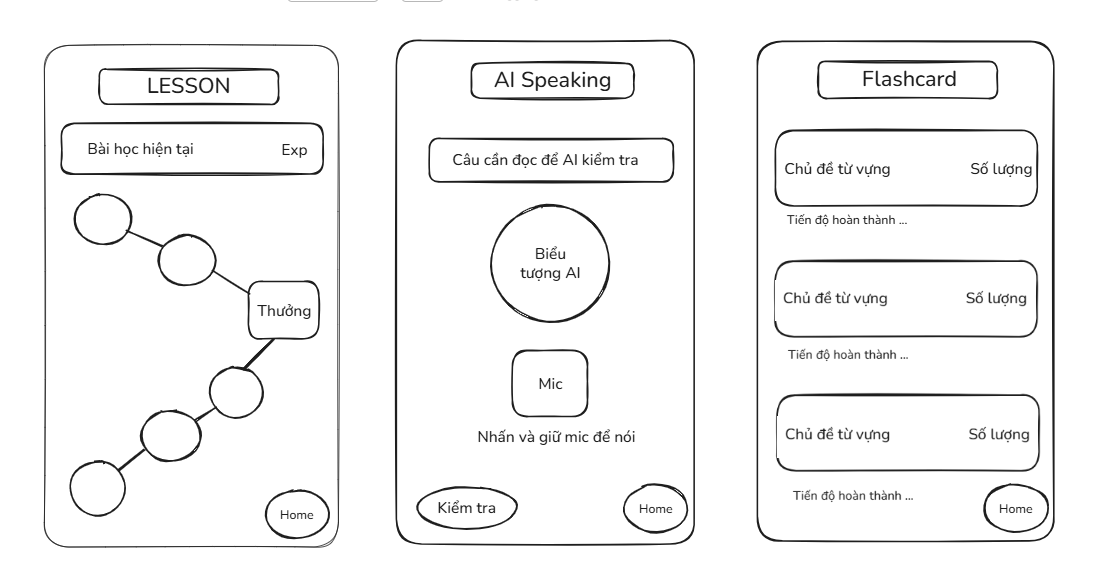 LESSON
Bài học hiện tại
Exp
Thưởng
Home
AI Speaking
Câu cần đọc để AI kiểm tra
Biểu
tượng AI
Mic
Nhấn và giữ mic để nói
Kiểm tra
Home
Flashcard
Chủ đề từ vựng
Số lượng
Tiến độ hoàn thành ...
Chủ đề từ vựng
Số lượng
Tiến độ hoàn thành ...
Chủ đề từ vựng
Số lượng
Tiến độ hoàn thành ...
Home